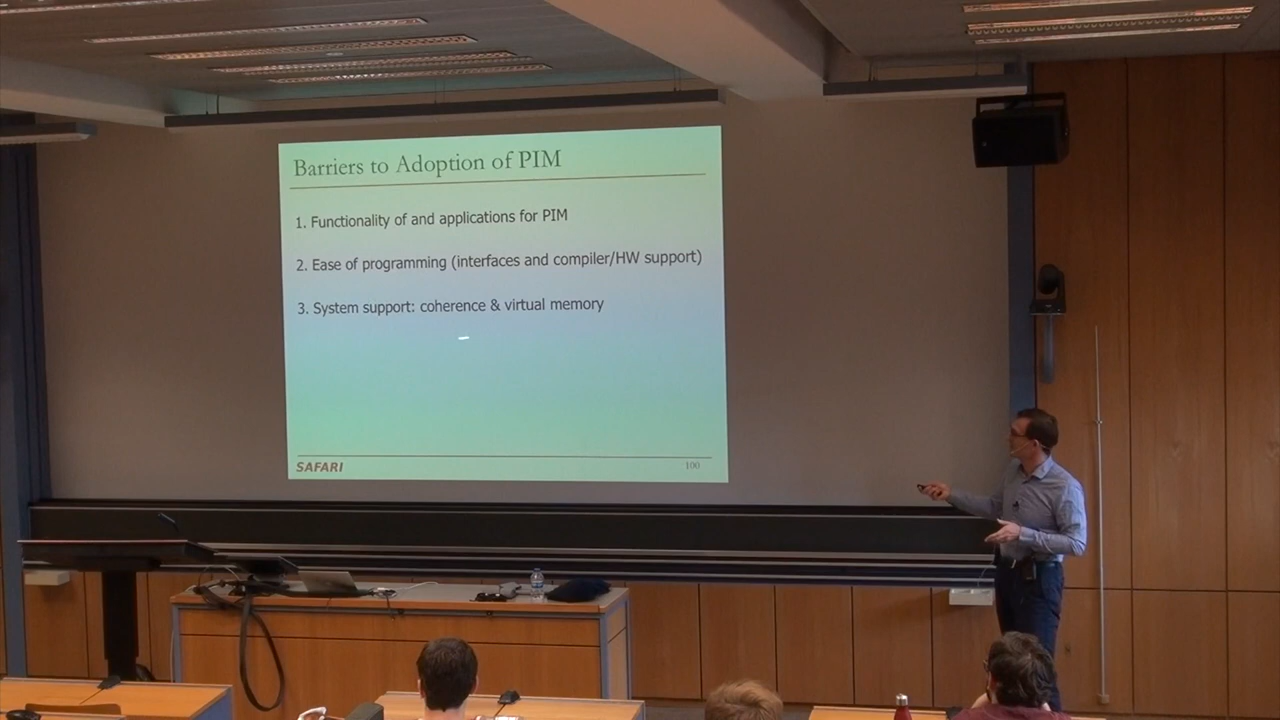 Barriers to Adoption of PIM
1. Functionality of and applications for PIM
2. Ease of programming (interfaces and compiler/HW support)
3. System support: coherence & virtual memory
SAFARI
100